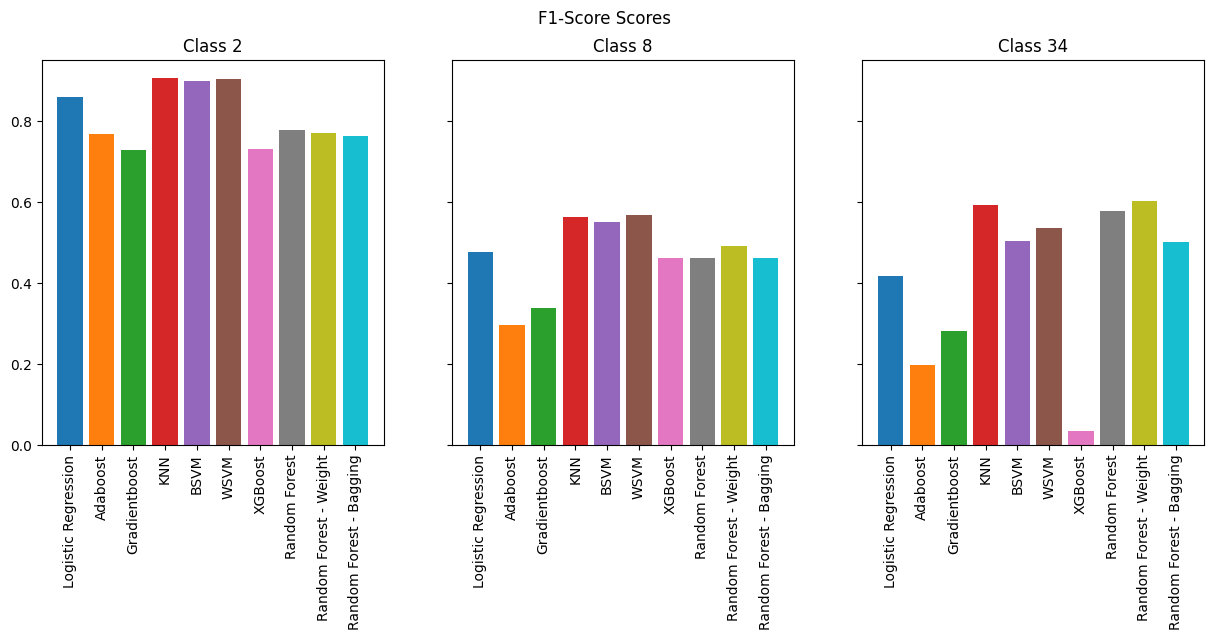 F1-Score Scores
Class 2
Class 8
Class 34
0.8
0.6
0.4
0.2
0.0
Logistic Regression
Adaboost
Gradientboost
KNN
BSVM
WSVM
XGBoost
Random Forest
Random Forest - Weight
Random Forest - Bagging
Logistic Regression
Adaboost
Gradientboost
KNN
BSVM
WSVM
XGBoost
Random Forest
Random Forest - Weight
Random Forest - Bagging
Logistic Regression
Adaboost
Gradientboost
KNN
BSVM
WSVM
XGBoost
Random Forest
Random Forest - Weight
Random Forest - Bagging